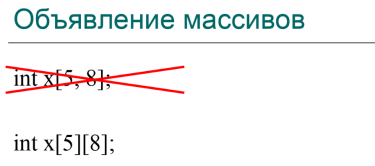 Объявление массивов
int x[5, 8];
int x[5][8];